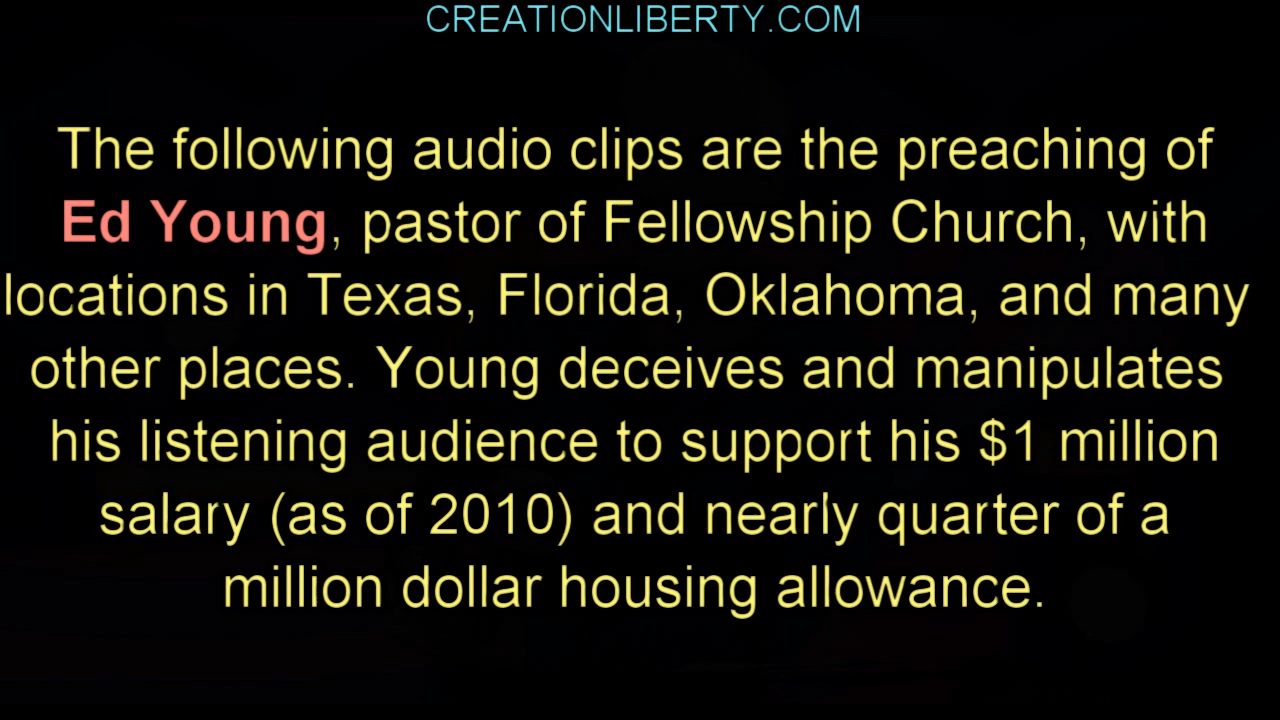 CREATIONLIBERTY.COM
The following audio clips are the preaching of
Ed Young, pastor of Fellowship Church, with
locations in Texas, Florida, Oklahoma, and many
other places. Young deceives and manipulates
his listening audience to support his $1 million
salary (as of 2010) and nearly quarter of a
million dollar housing allowance.